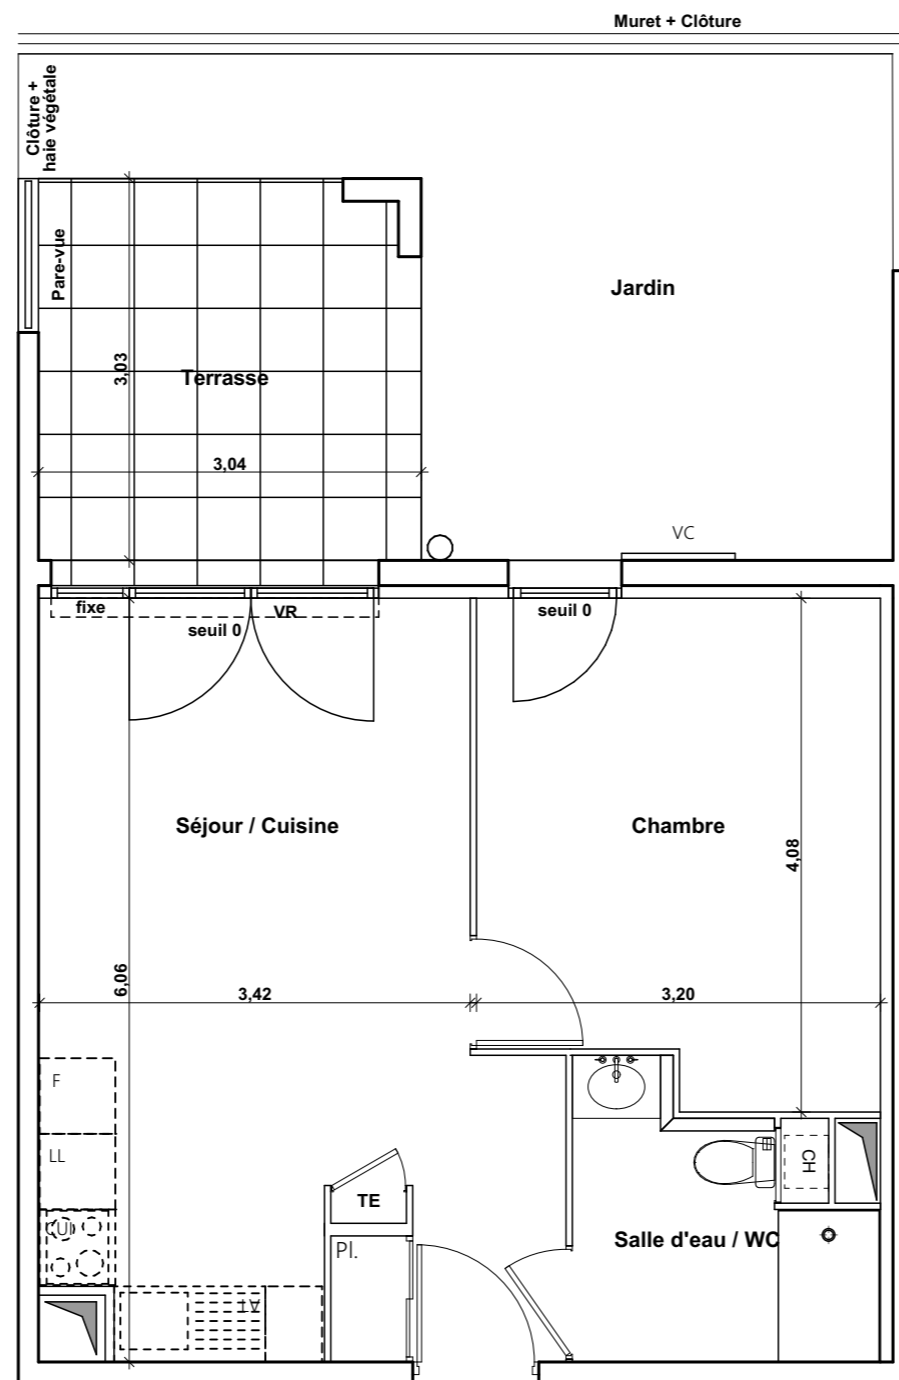 Muret + Clôture
Clôture +
haie végétale
Pare-vue
Jardin
3,03
Terrasse
3,04
VC
fixe
VR
seuil 0
seuil 0
Séjour / Cuisine
Chambre
4,08
6,06
3,42
3,20
F
LL
CH
TE
CUI
Salle d'eau / WC
Pl.
LV